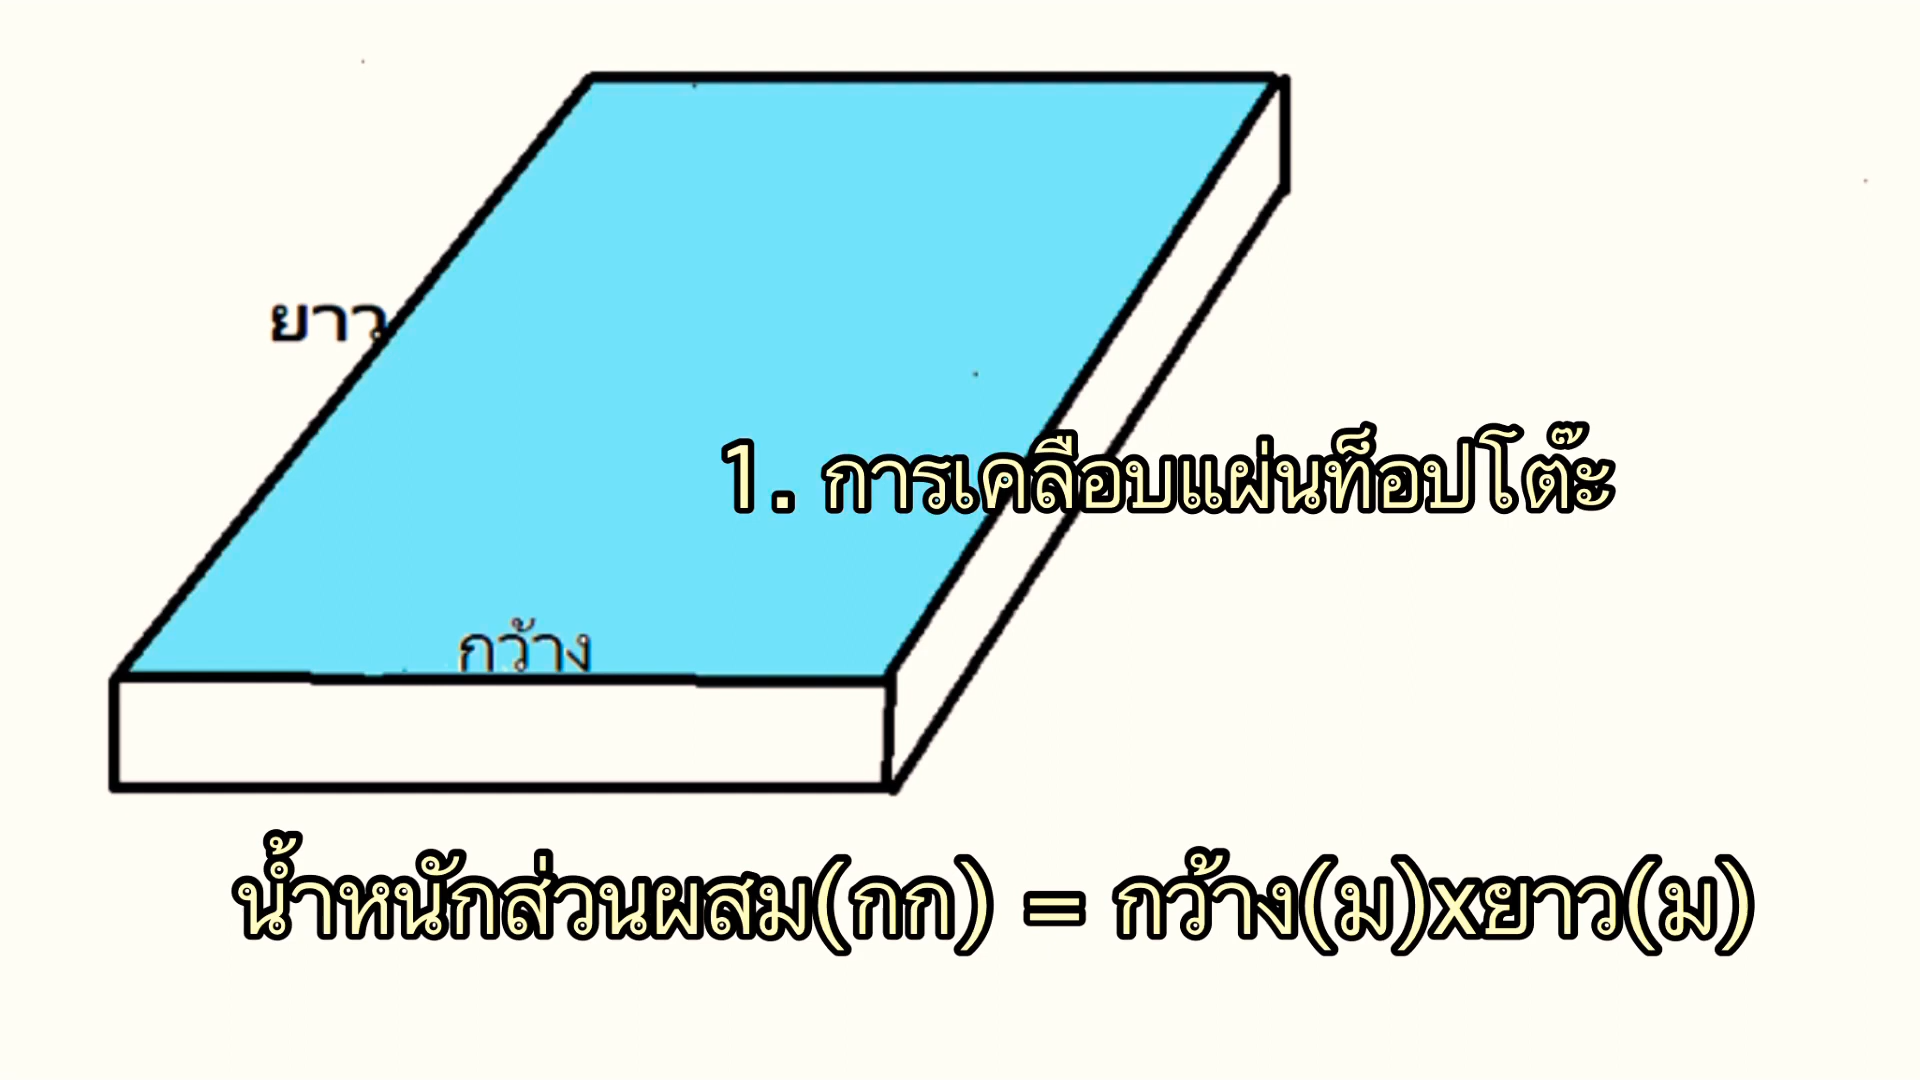 ยาว
1. การเคลือบแผ่นท็อปโต๊ะ
กว้าง
น้ำหนักส่วนผสม(กก) = กว้าง(ม)xยาว(ม)